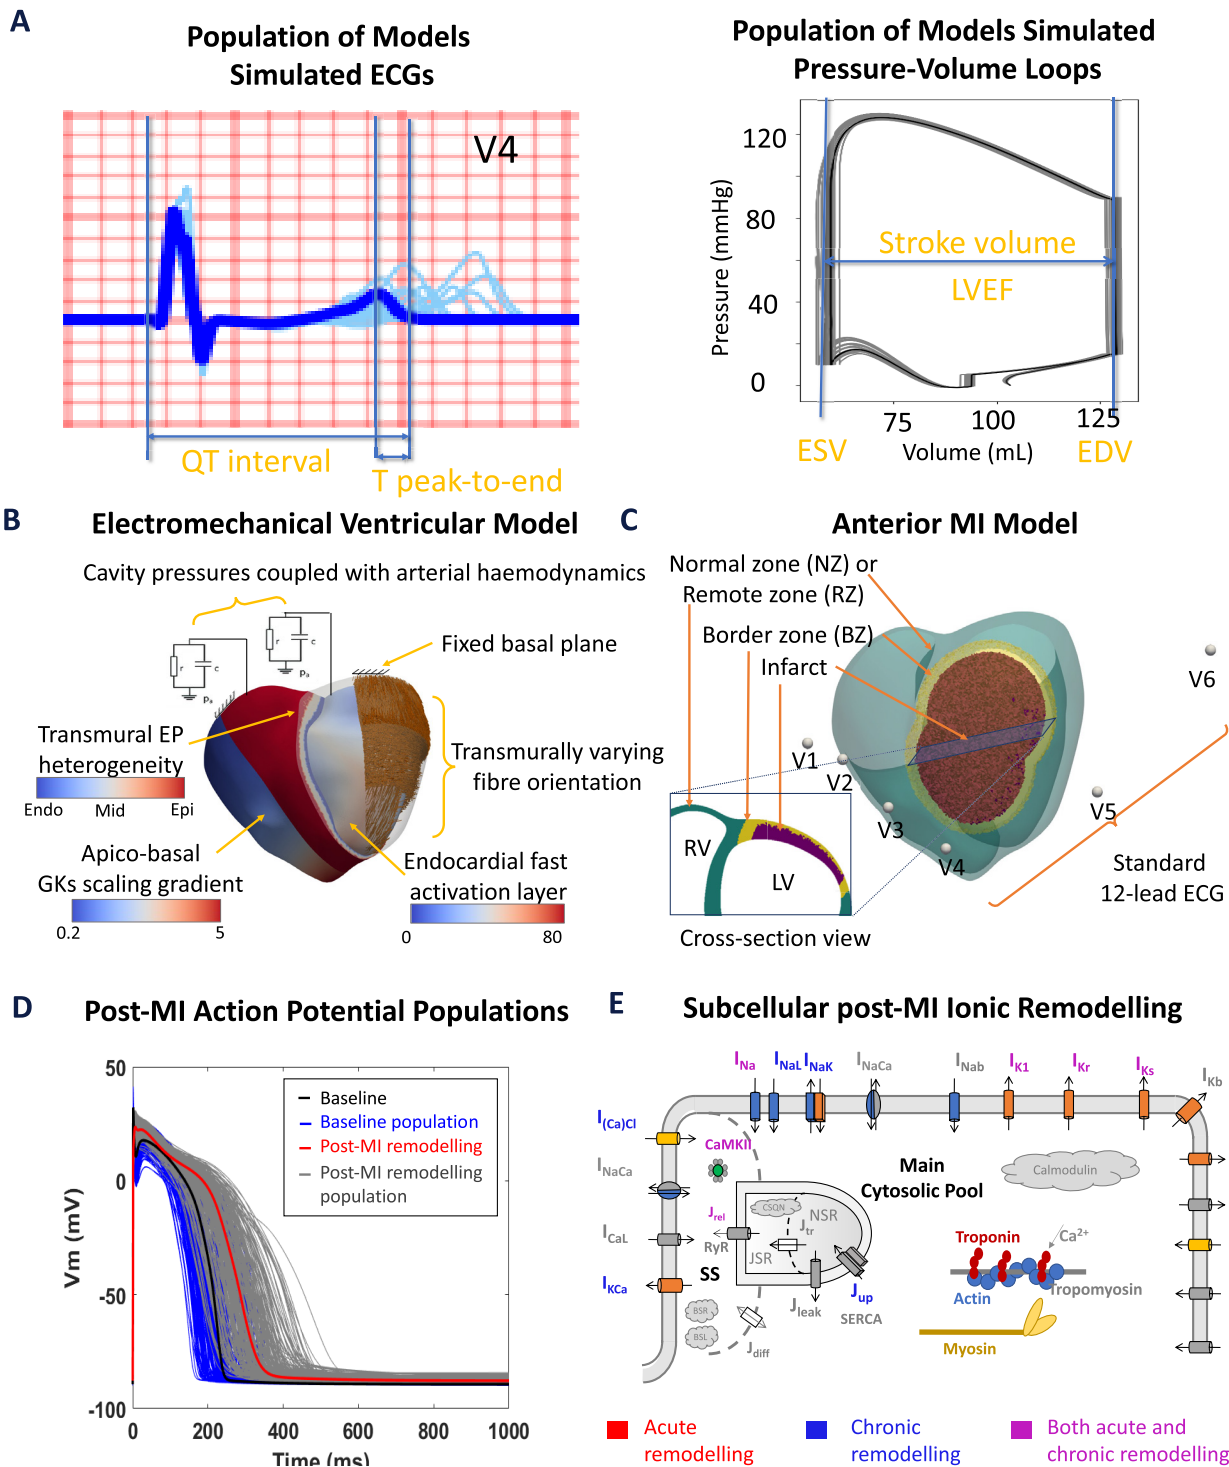 A
Population of Models
Simulated ECGs
V4
QT interval
T peak-to-end
Population of Models Simulated
Pressure-Volume Loops
Pressure (mmHg)
120
80
40
0
Stroke volume
LVEF
75
100
125
ESV
Volume (mL)
EDV
B
Electromechanical Ventricular Model
Cavity pressures coupled with arterial haemodynamics
r
c
Pa
r
c
Pa
Fixed basal plane
Transmural EP
heterogeneity
Endo
Mid
Epi
Transmurally varying
fibre orientation
Apico-basal
GKs scaling gradient
0.2
5
Endocardial fast
activation layer
0
80
C
Anterior MI Model
Normal zone (NZ) or
Remote zone (RZ)
Border zone (BZ)
Infarct
V6
V1
V2
V3
V4
V5
RV
LV
Cross-section view
Standard
12-lead ECG
D
Post-MI Action Potential Populations
50
0
-50
-100
Vm (mV)
Baseline
Baseline population
Post-MI remodelling
Post-MI remodelling
population
0
200
400
600
800
1000
Time (ms)
E
Subcellular post-MI Ionic Remodelling
INa
INaL
INaK
INaCa
INab
IK1
IKr
IKs
IKb
I(Ca)Cl
INaCa
ICaL
IKCa
CaMKII
Main
Cytosolic Pool
Calmodulin
Jrel
RyR
CSQN
NSR
Jtr
JSR
SS
Jleak
Jup
SERCA
BSR
BSL
Jdiff
Troponin
Ca2+
Actin
Tropomyosin
Myosin
Acute
remodelling
Chronic
remodelling
Both acute and
chronic remodelling